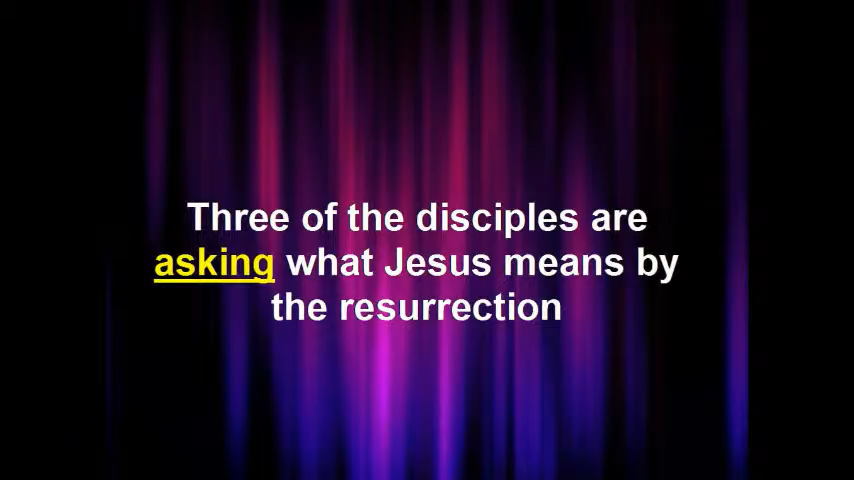 Three of the disciples are
asking what Jesus means by
the resurrection